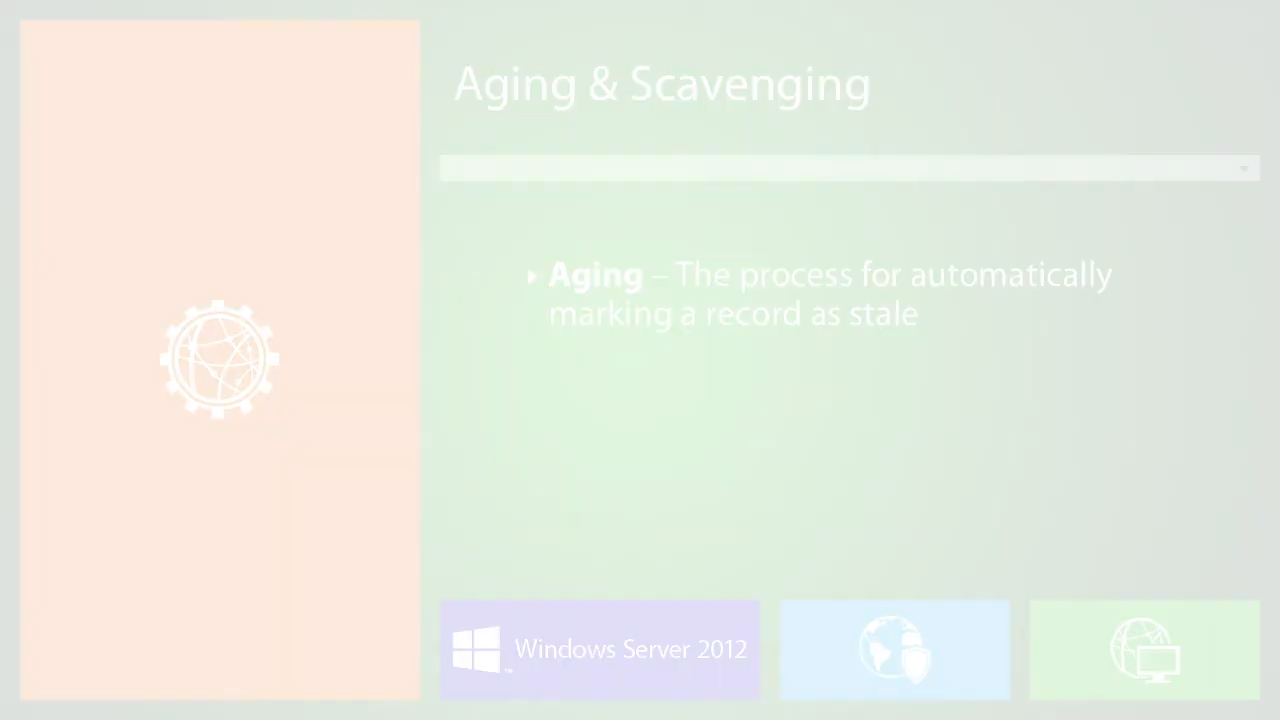 Aging & Scavenging
Aging – The process for automatically
marking a record as stale
Windows Server 2012